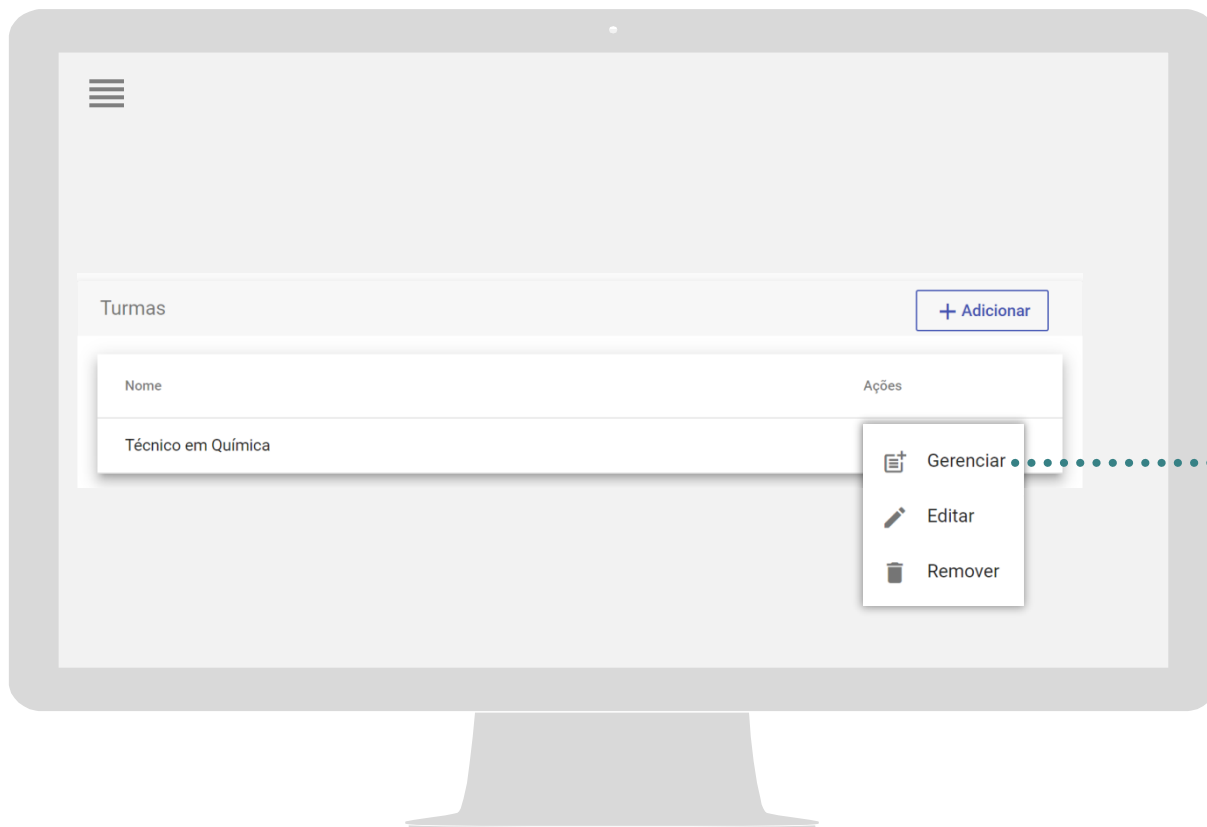 Turmas
+ Adicionar
Nome
Ações
Técnico em Química
Gerenciar
Editar
Remover